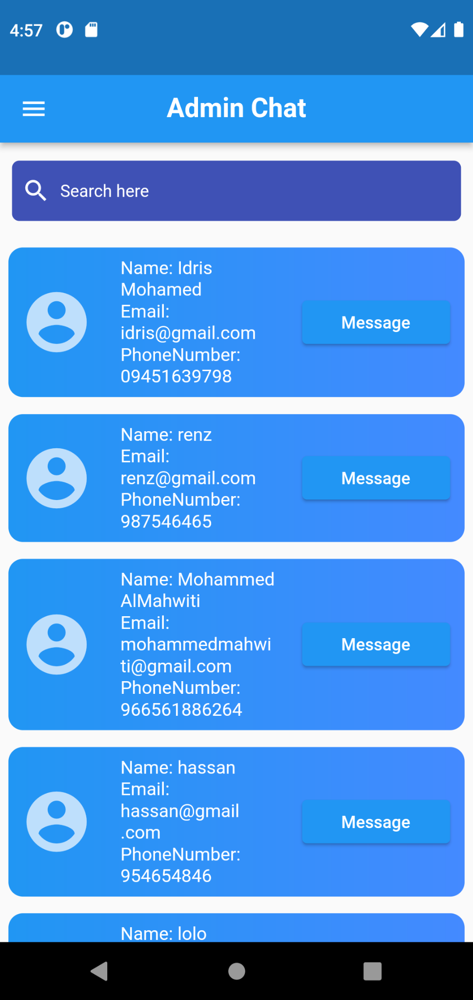 4:57
Admin Chat
Search here
Name: Idris
Mohamed
Email:
idris@gmail.com
PhoneNumber:
09451639798
Message
Name: renz
Email:
renz@gmail.com
PhoneNumber:
987546465
Message
Name: Mohammed
AlMahwiti
Email:
mohammedmahwi
ti@gmail.com
PhoneNumber:
966561886264
Message
Name: hassan
Email:
hassan@gmail
.com
PhoneNumber:
954654846
Message
Name: lolo